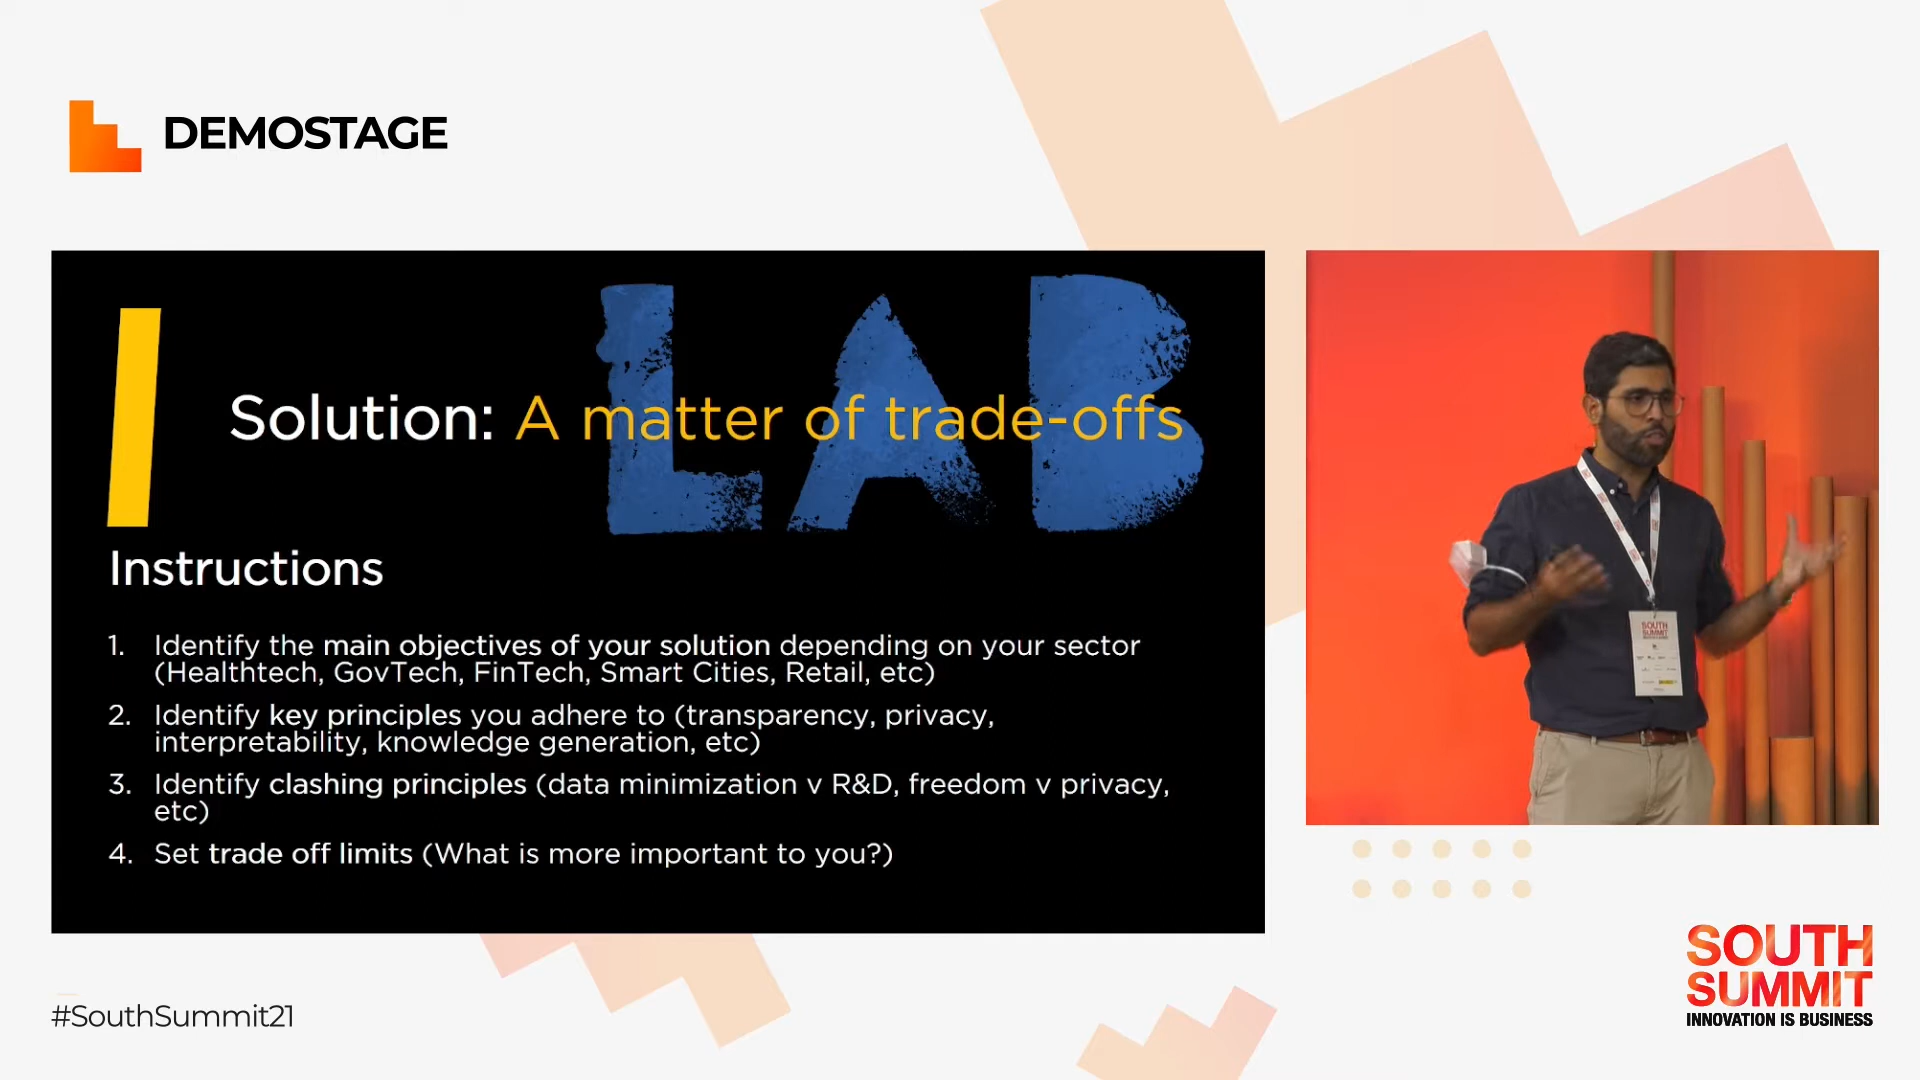 DEMOSTAGE
LAB
Solution: A matter of trade-offs
Instructions
1. Identify the main objectives of your solution depending on your sector
(Healthtech, GovTech, FinTech, Smart Cities, Retail, etc)
2. Identify key principles you adhere to (transparency, privacy,
interpretability, knowledge generation, etc)
3. Identify clashing principles (data minimization v R&D, freedom v privacy,
etc)
4. Set trade off limits (What is more important to you?)
SOUTH
SUMMIT
#SouthSummit21
SOUTH
SUMMIT
INNOVATION IS BUSINESS